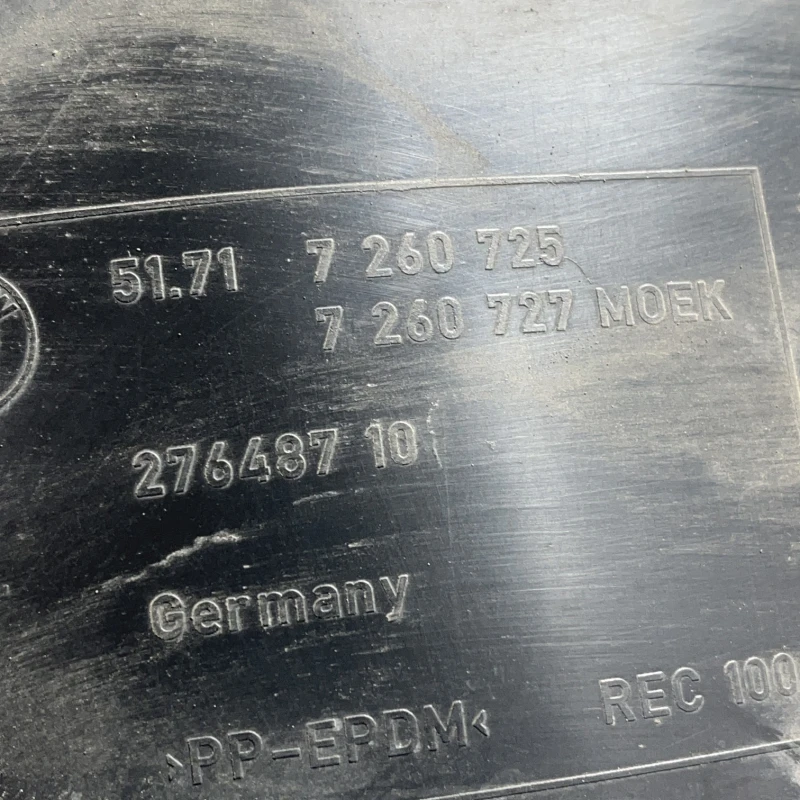 51.71 7 260 725
7 260 727 MOEK
276487 10
Germany
>PP-EPDM<
REC 100